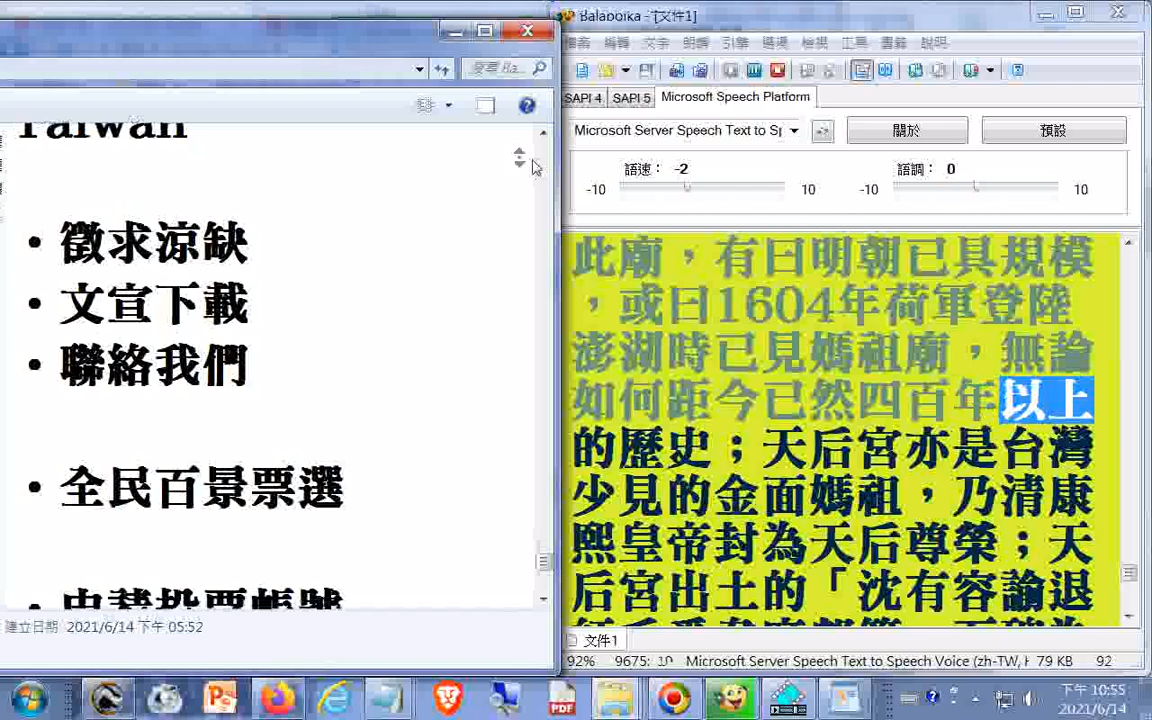 Taiwan
• 徵求涼缺
• 文宣下載
• 聯絡我們
• 全民百景票選
建立日期 2021/6/14 下午 05:52
Balabolka - [文件1]
檔案 編輯 文字 朗讀 引擎 選項 檢視 工具 書籤 說明
SAPI 4 SAPI 5 Microsoft Speech Platform
Microsoft Server Speech Text to Sp
關於 預設
語速： -2 語調： 0
-10 10 -10 10
此廟，有曰明朝已具規模
，或曰1604年荷軍登陸
澎湖時已見媽祖廟，無論
如何距今已然四百年以上
的歷史；天后宮亦是台灣
少見的金面媽祖，乃清康
熙皇帝封為天后尊榮；天
后宮出土的「沈有容諭退
文件1
92% 9675: 19 Microsoft Server Speech Text to Speech Voice (zh-TW, H 79 KB 92
下午 10:55
2021/6/14